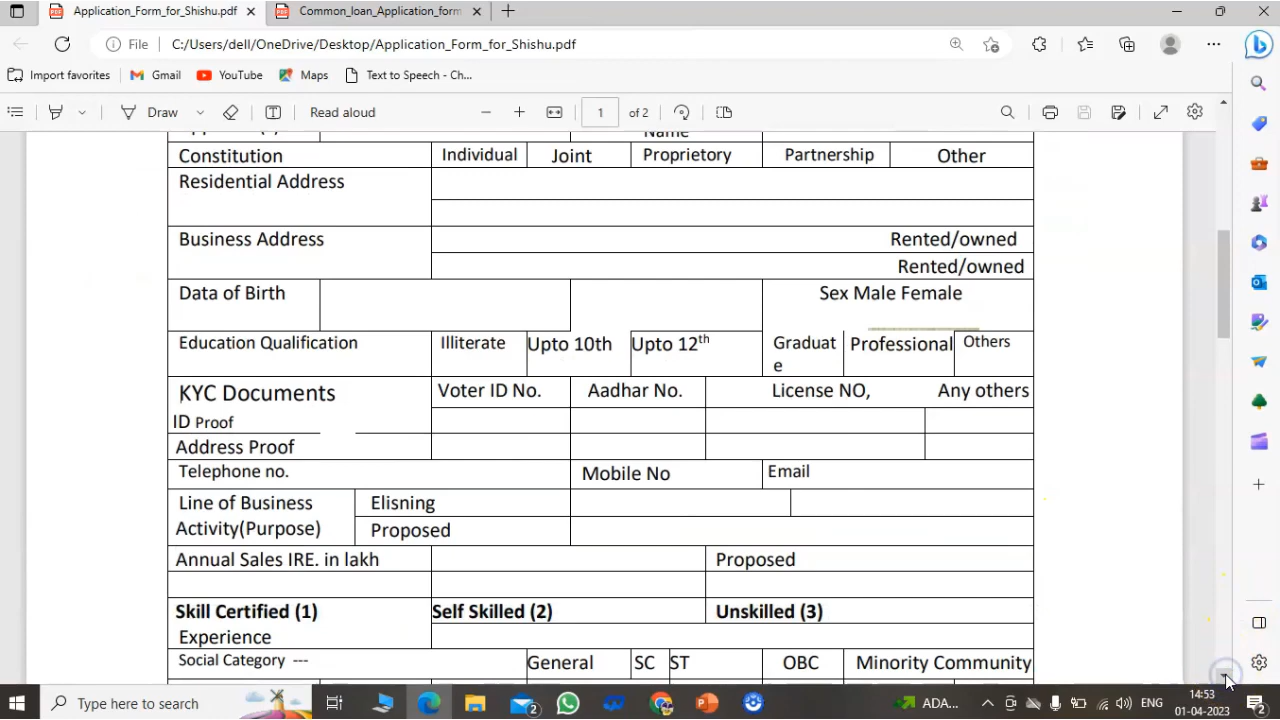 Application_Form_for_Shishu.pdf
Common_loan_Application_form
File C:/Users/dell/OneDrive/Desktop/Application_Form_for_Shishu.pdf
Import favorites Gmail YouTube Maps Text to Speech - Ch...
Draw Read aloud 1 of 2
Name
Constitution Individual Joint Proprietory Partnership Other
Residential Address
Business Address Rented/owned
Rented/owned
Data of Birth Sex Male Female
Education Qualification Illiterate Upto 10th Upto 12th Graduat Professional Others
e
KYC Documents Voter ID No. Aadhar No. License NO, Any others
ID Proof
Address Proof
Telephone no. Mobile No Email
Line of Business Elisning
Activity(Purpose) Proposed
Annual Sales IRE. in lakh Proposed
Skill Certified (1) Self Skilled (2) Unskilled (3)
Experience
Social Category --- General SC ST OBC Minority Community
Type here to search 2 ADA... ENG 14:53
01-04-2023 2